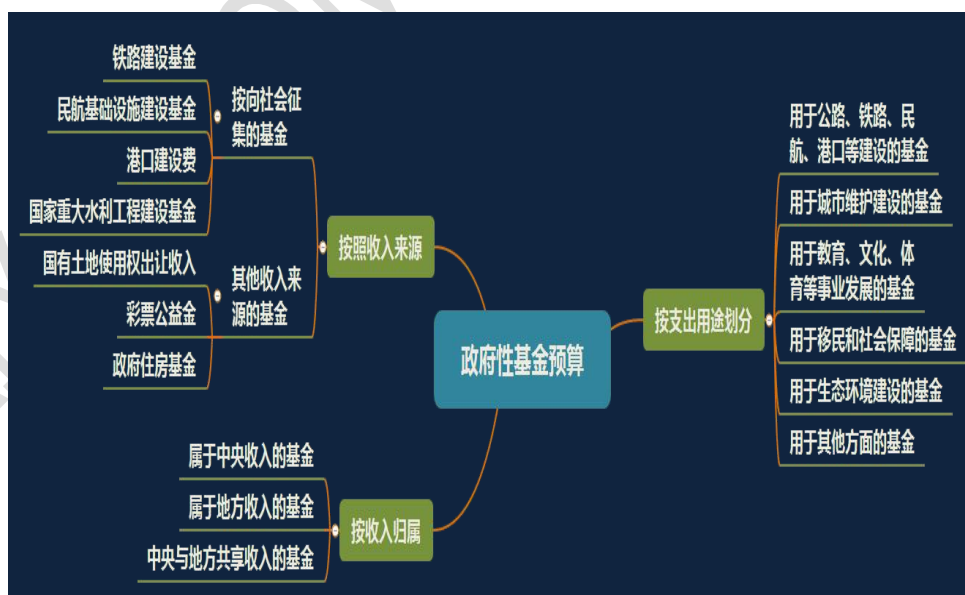 铁路建设基金
民航基础设施建设基金
港口建设费
国家重大水利工程建设基金
按向社会征
集的基金
国有土地使用权出让收入
彩票公益金
政府住房基金
其他收入来
源的基金
按照收入来源
属于中央收入的基金
属于地方收入的基金
中央与地方共享收入的基金
按收入归属
政府性基金预算
按支出用途划分
用于公路、铁路、民
航、港口等建设的基金
用于城市维护建设的基金
用于教育、文化、体
育等事业发展的基金
用于移民和社会保障的基金
用于生态环境建设的基金
用于其他方面的基金